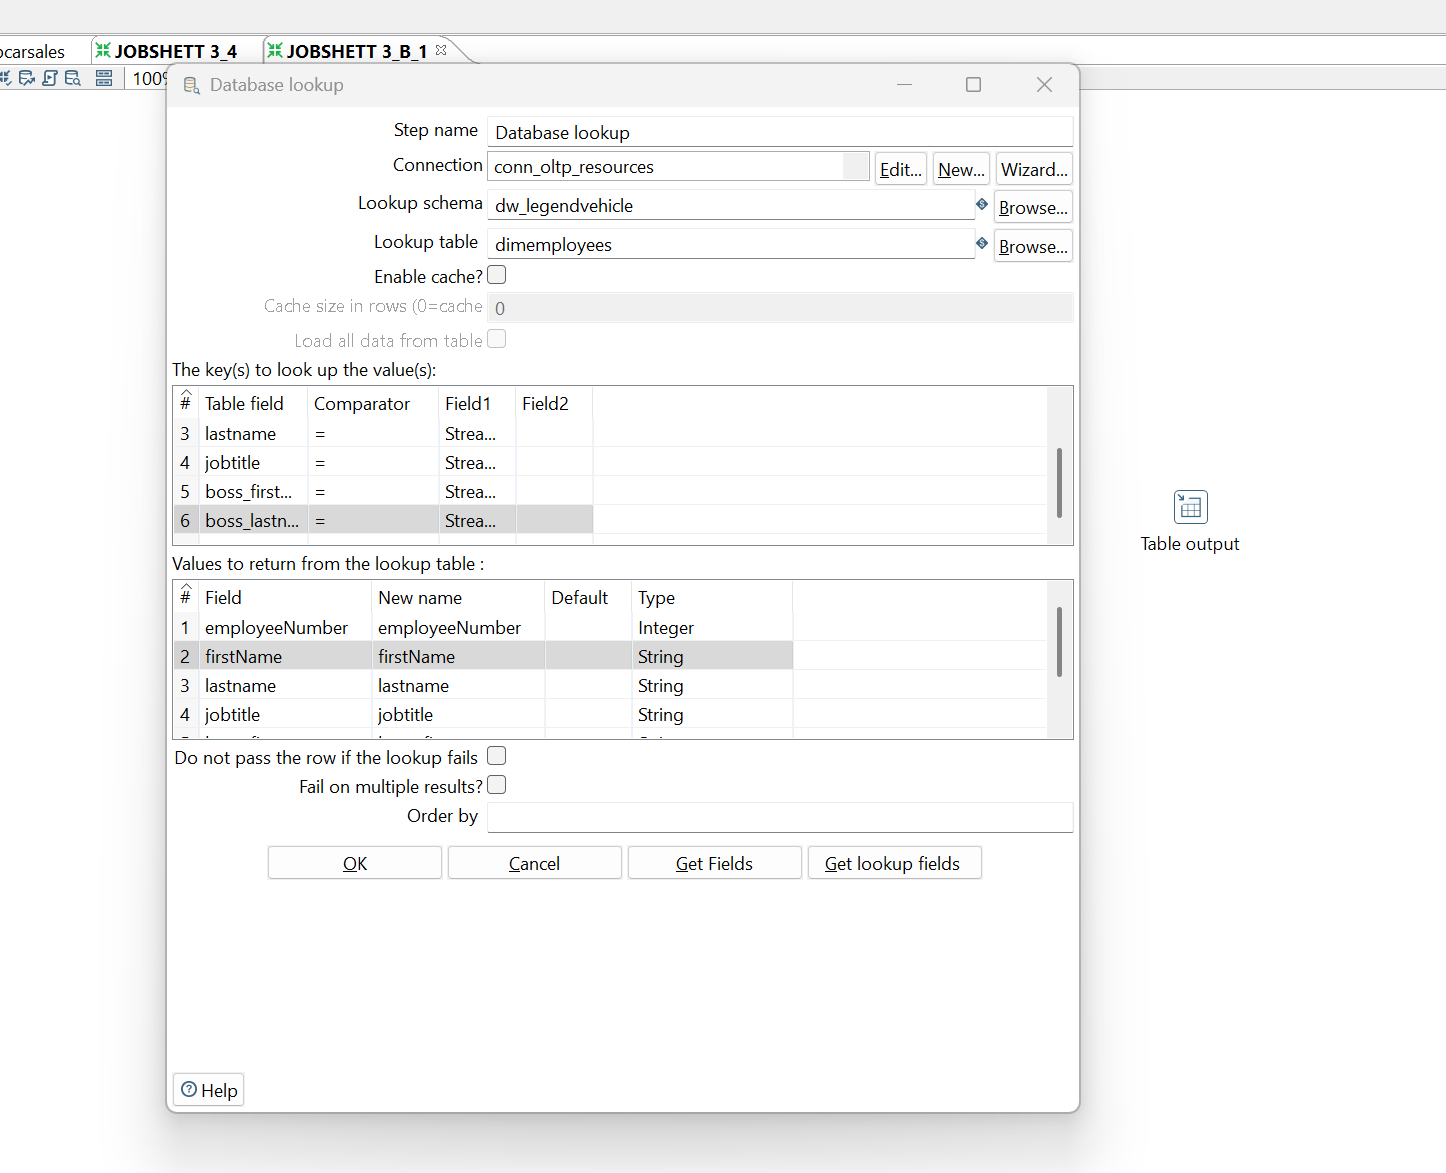 ocarsales JOBSHETT 3_4 JOBSHETT 3_B_1
100%
Database lookup
Step name Database lookup
Connection conn_oltp_resources Edit... New... Wizard...
Lookup schema dw_legendvehicle Browse...
Lookup table dimemployees Browse...
Enable cache?
Cache size in rows (0=cache 0
Load all data from table
The key(s) to look up the value(s):
# Table field Comparator Field1 Field2
3 lastname = Strea...
4 jobtitle = Strea...
5 boss_first... = Strea...
6 boss_lastn... = Strea...
Table output
Values to return from the lookup table :
# Field New name Default Type
1 employeeNumber employeeNumber Integer
2 firstName firstName String
3 lastname lastname String
4 jobtitle jobtitle String
Do not pass the row if the lookup fails
Fail on multiple results?
Order by
OK Cancel Get Fields Get lookup fields
Help